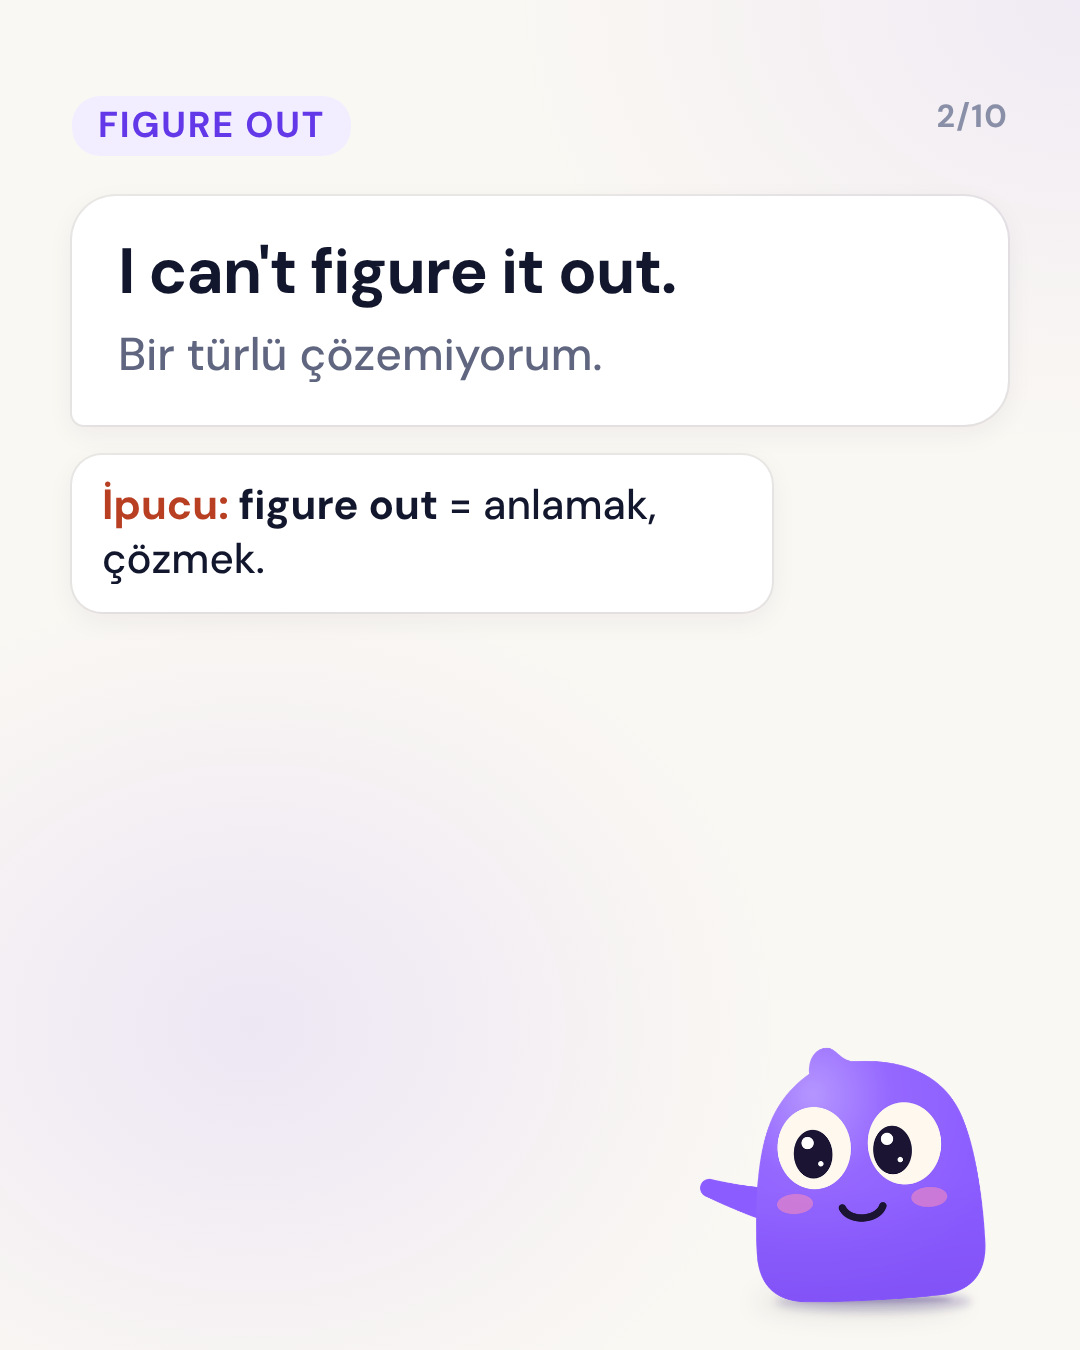 FIGURE OUT
2/10
I can't figure it out.
Bir türlü çözemiyorum.
İpucu: figure out = anlamak,
çözmek.